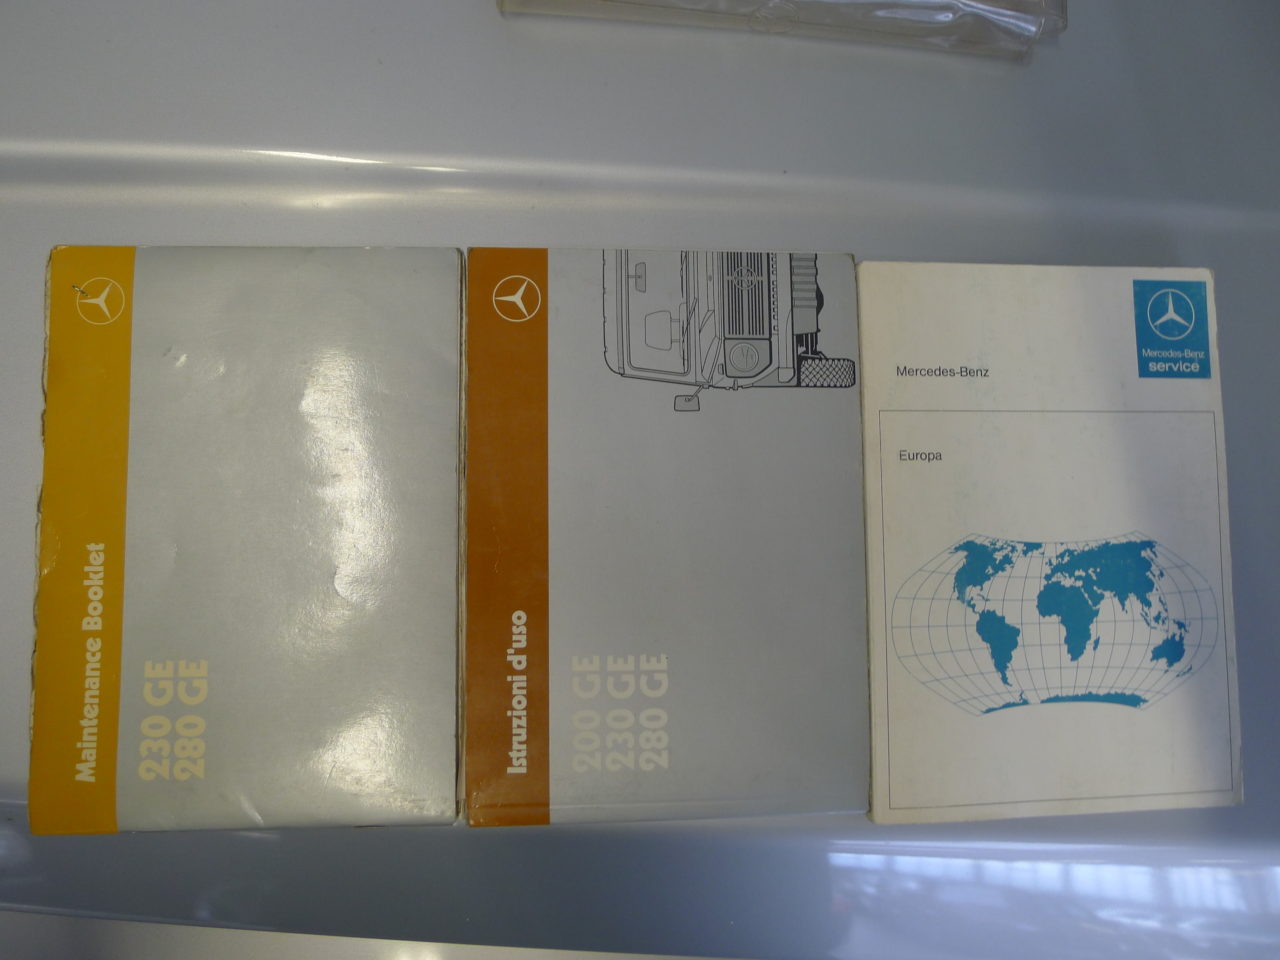 Maintenance Booklet
230 GE
280 GE
Istruzioni d'uso
200 GE
230 GE
280 GE
Mercedes-Benz
service
Mercedes-Benz
Europa